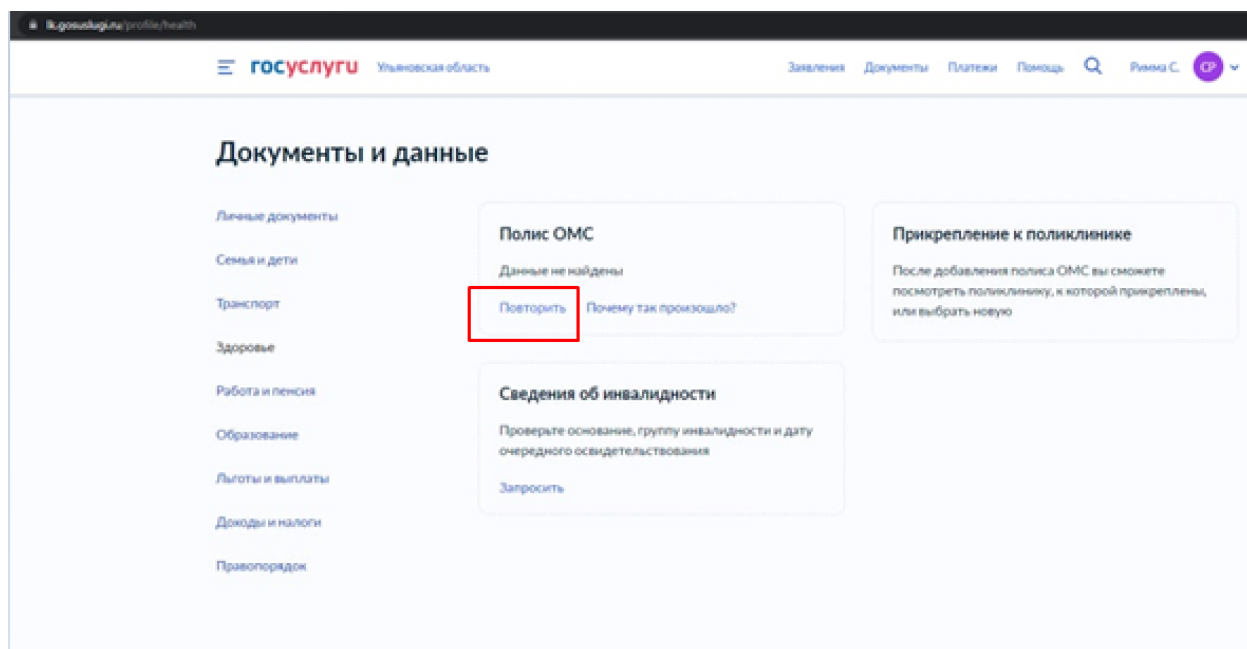 lk.gosuslugi.ru/profile/health
госуслуги Ульяновская область Заявления Документы Платежи Помощь Римма С. СР
Документы и данные
Личные документы
Семья и дети
Транспорт
Здоровье
Работа и пенсия
Образование
Льготы и выплаты
Доходы и налоги
Правопорядок
Полис ОМС
Данные не найдены
Повторить Почему так произошло?
Сведения об инвалидности
Проверьте основание, группу инвалидности и дату
очередного освидетельствования
Запросить
Прикрепление к поликлинике
После добавления полиса ОМС вы сможете
посмотреть поликлинику, к которой прикреплены,
или выбрать новую